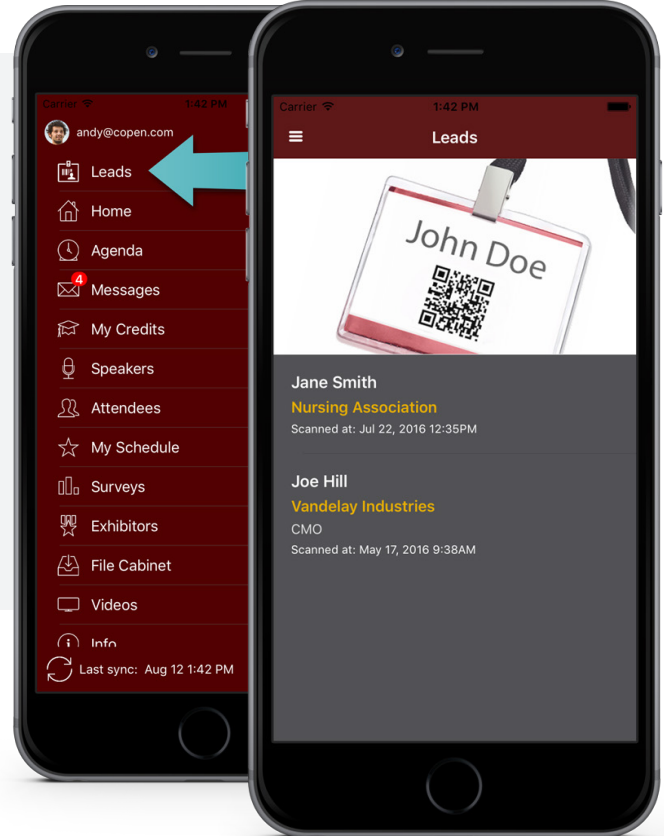 Carrier 1:42 PM
andy@copen.com
Leads
Home
Agenda
4
Messages
My Credits
Speakers
Attendees
My Schedule
Surveys
Exhibitors
File Cabinet
Videos
Info
Last sync: Aug 12 1:42 PM
Carrier 1:42 PM
Leads
John Doe
Jane Smith
Nursing Association
Scanned at: Jul 22, 2016 12:35PM
Joe Hill
Vandelay Industries
CMO
Scanned at: May 17, 2016 9:38AM